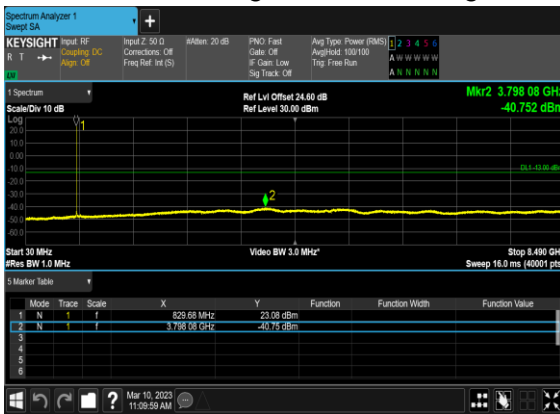 Spectrum Analyzer 1
Swept SA
KEYSIGHT Input: RF Input Z: 50 Ω #Atten: 20 dB PNO: Fast Avg Type: Power (RMS) 1 2 3 4 5 6
R T Coupling: DC Corrections: Off Gate: Off Avg|Hold: 100/100 A W W W W W
Align: Off Freq Ref: Int (S) IF Gain: Low Trig: Free Run
LV Sig Track: Off A N N N N N
1 Spectrum Ref Lvl Offset 24.60 dB Mkr2 3.798 08 GHz
Scale/Div 10 dB Ref Level 30.00 dBm -40.752 dBm
Log
20.0 1
10.0
0.00
-10.0 DL1 -13.00 dBm
-20.0
-30.0
-40.0 2
-50.0
-60.0
Start 30 MHz Video BW 3.0 MHz* Stop 8.490 GH
#Res BW 1.0 MHz Sweep 16.0 ms (40001 pts
5 Marker Table
Mode Trace Scale X Y Function Function Width Function Value
1 N 1 f 829.68 MHz 23.08 dBm
2 N 1 f 3.798 08 GHz -40.75 dBm
3
4
5
6
? Mar 10, 2023
11:09:59 AM